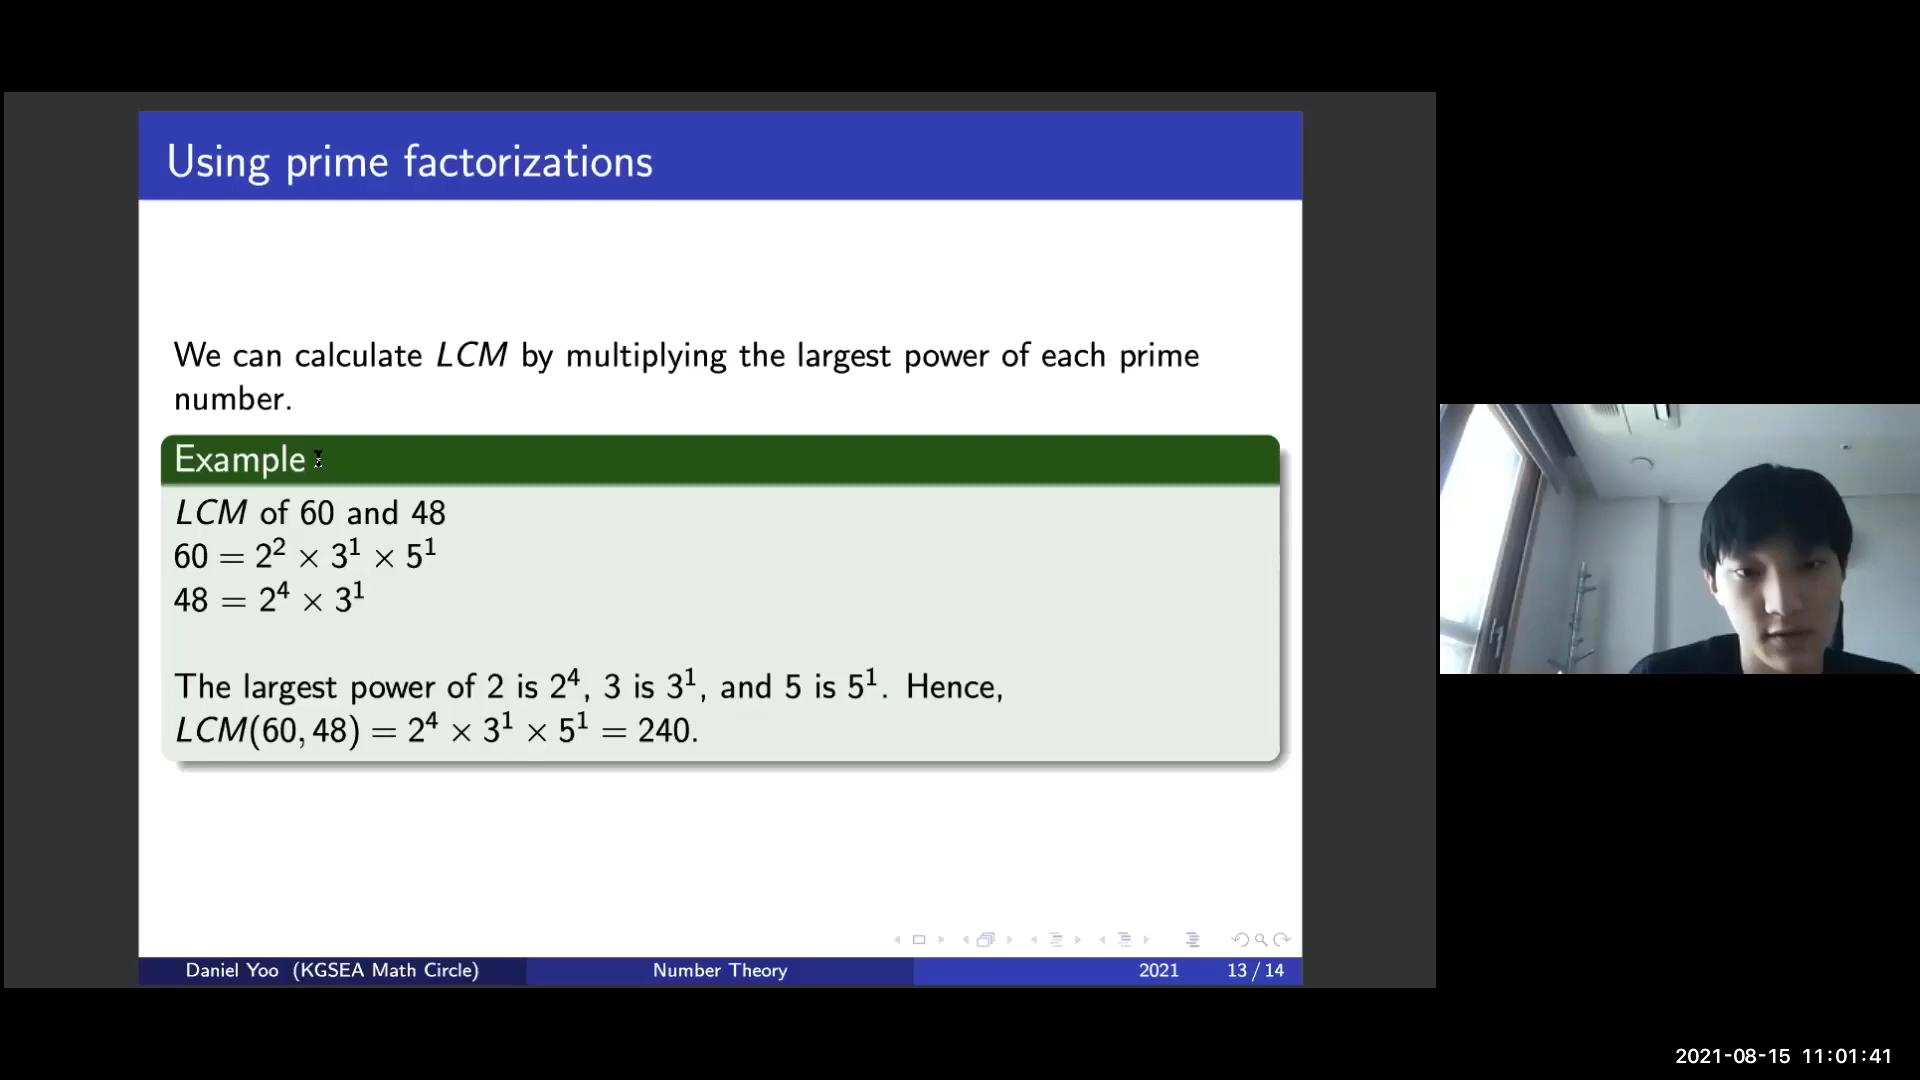 Using prime factorizations
We can calculate LCM by multiplying the largest power of each prime
number.
Example
LCM of 60 and 48
60 = 2² × 3¹ × 5¹
48 = 2⁴ × 3¹
The largest power of 2 is 2⁴, 3 is 3¹, and 5 is 5¹. Hence,
LCM(60, 48) = 2⁴ × 3¹ × 5¹ = 240.
Daniel Yoo (KGSEA Math Circle) Number Theory 2021 13 / 14
2021-08-15 11:01:41